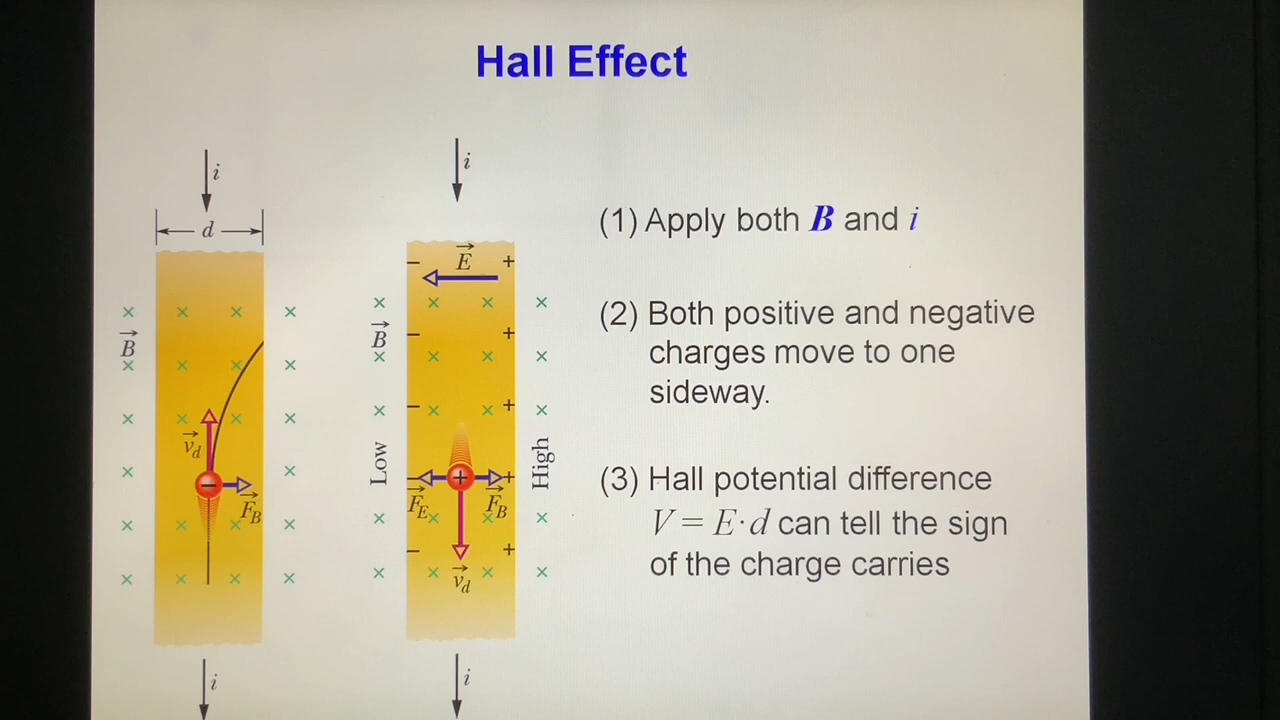 Hall Effect
i
i
d
E
B
B
v_d
F_B
Low
High
F_E
F_B
v_d
i
i
− + − + − + − + − +
(1) Apply both B and i
(2) Both positive and negative
charges move to one
sideway.
(3) Hall potential difference
V = E·d can tell the sign
of the charge carries